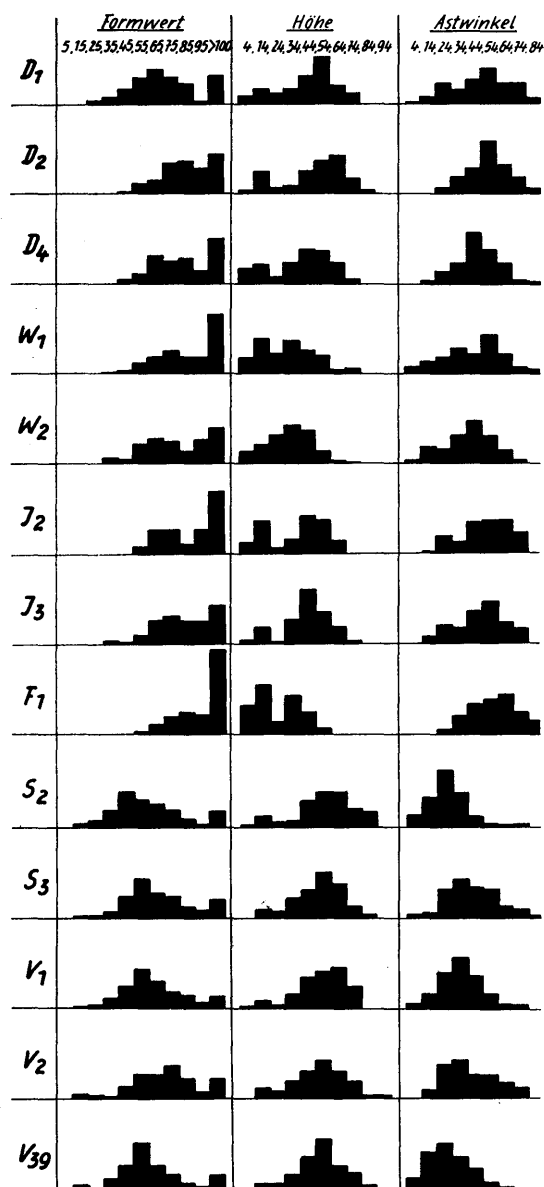 Formwert Höhe Astwinkel
5,15,25,35,45,55,65,75,85,95>100 4,14,24,34,44,54,64,74,84,94 4,14,24,34,44,54,64,74,84
D1
D2
D4
W1
W2
J2
J3
F1
S2
S3
V1
V2
V39